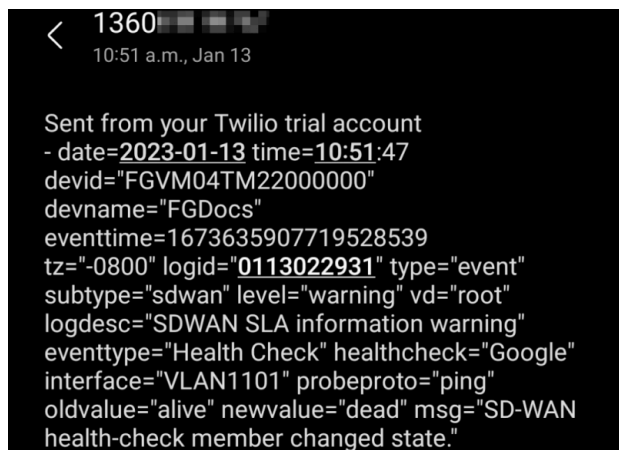 1360
10:51 a.m., Jan 13
Sent from your Twilio trial account
- date=2023-01-13 time=10:51:47
devid="FGVM04TM22000000"
devname="FGDocs"
eventtime=1673635907719528539
tz="-0800" logid="0113022931" type="event"
subtype="sdwan" level="warning" vd="root"
logdesc="SDWAN SLA information warning"
eventtype="Health Check" healthcheck="Google"
interface="VLAN1101" probeproto="ping"
oldvalue="alive" newvalue="dead" msg="SD-WAN
health-check member changed state."